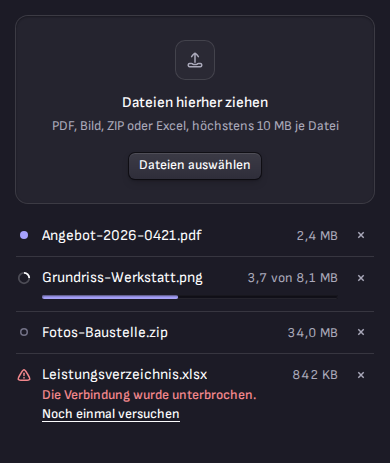 Dateien hierher ziehen
PDF, Bild, ZIP oder Excel, höchstens 10 MB je Datei
Dateien auswählen
Angebot-2026-0421.pdf 2,4 MB ×
Grundriss-Werkstatt.png 3,7 von 8,1 MB ×
Fotos-Baustelle.zip 34,0 MB ×
Leistungsverzeichnis.xlsx 842 KB ×
Die Verbindung wurde unterbrochen.
Noch einmal versuchen